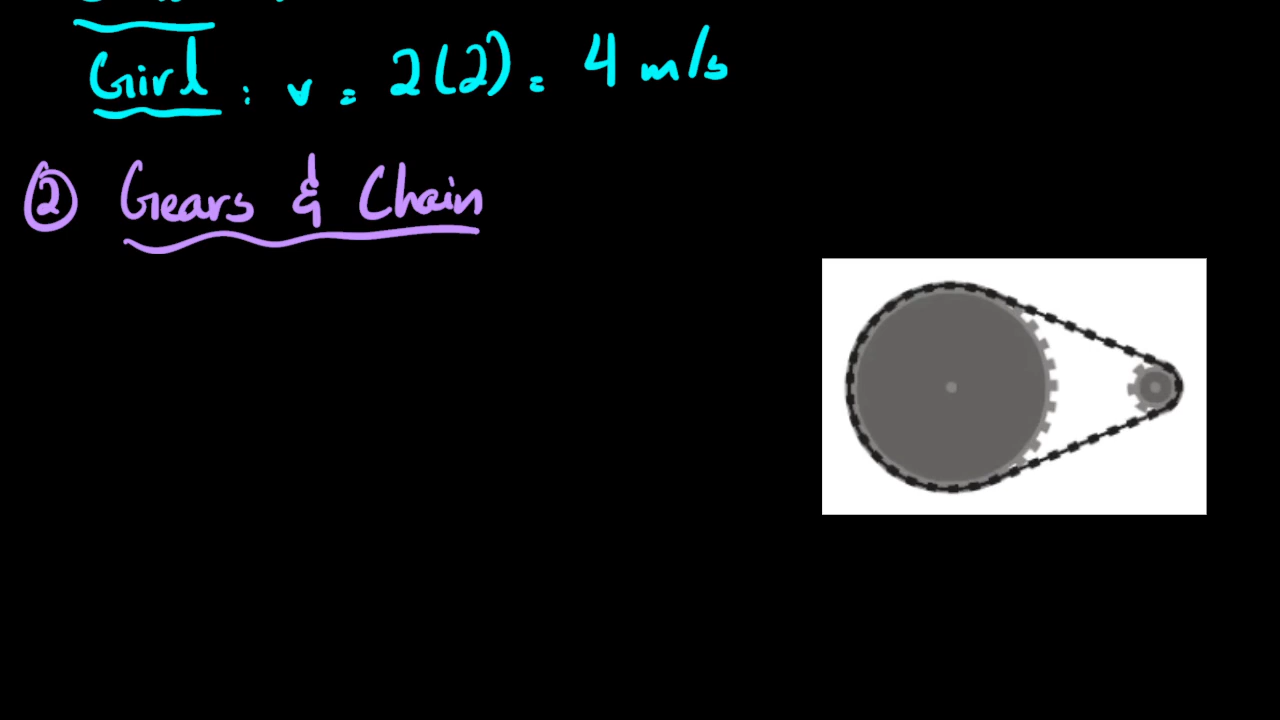 Girl : v = 2(2) = 4 m/s
② Gears & Chain